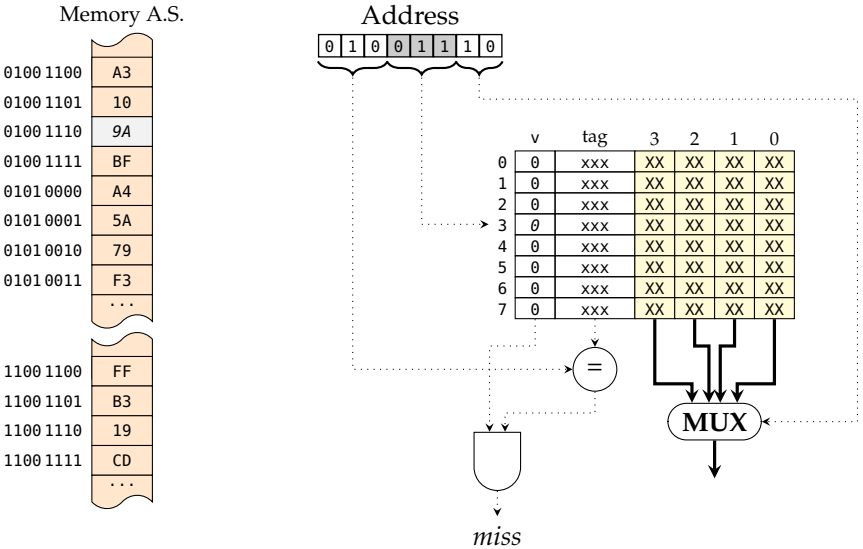 Memory A.S.
0100 1100 A3
0100 1101 10
0100 1110 9A
0100 1111 BF
0101 0000 A4
0101 0001 5A
0101 0010 79
0101 0011 F3
...
1100 1100 FF
1100 1101 B3
1100 1110 19
1100 1111 CD
...
Address
0 1 0 0 1 1 1 0
v tag 3 2 1 0
0 0 xxx XX XX XX XX
1 0 xxx XX XX XX XX
2 0 xxx XX XX XX XX
3 0 xxx XX XX XX XX
4 0 xxx XX XX XX XX
5 0 xxx XX XX XX XX
6 0 xxx XX XX XX XX
7 0 xxx XX XX XX XX
=
MUX
miss